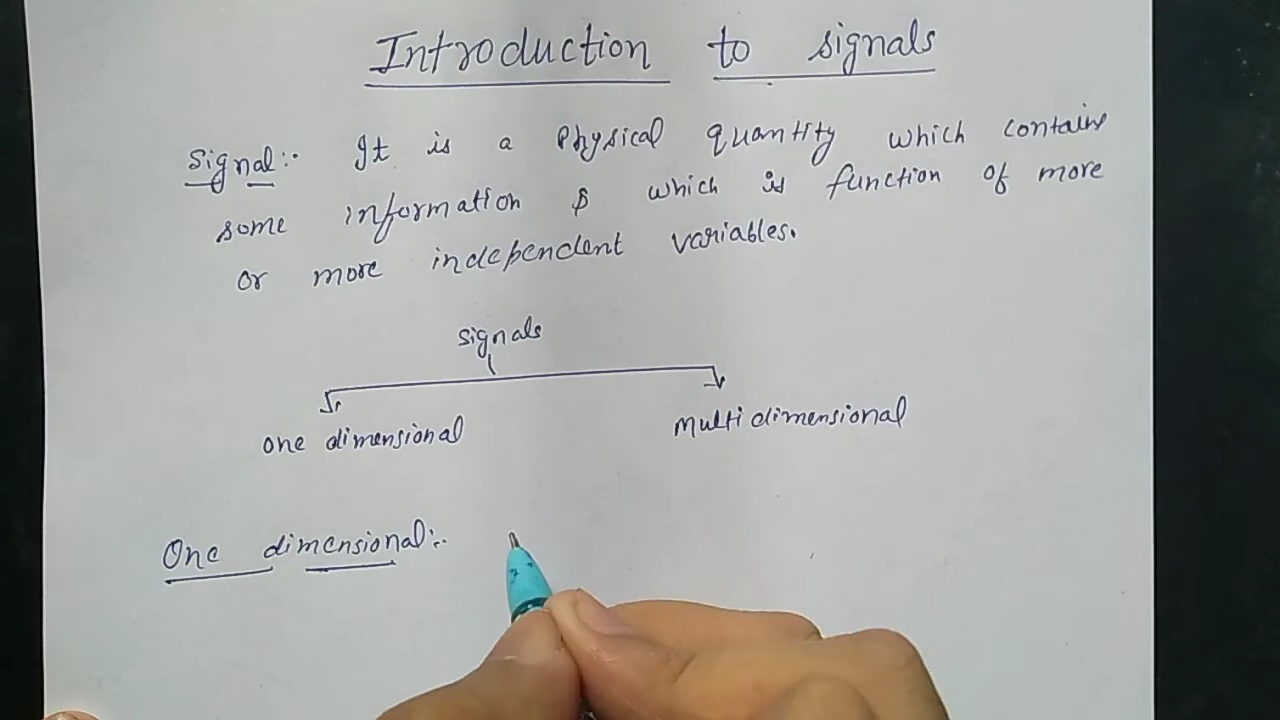 Introduction to signals
Signal:- It is a Physical quantity which contains
some information & which is function of more
or more independent variables.
signals
one dimensional
multi dimensional
One dimensional:-